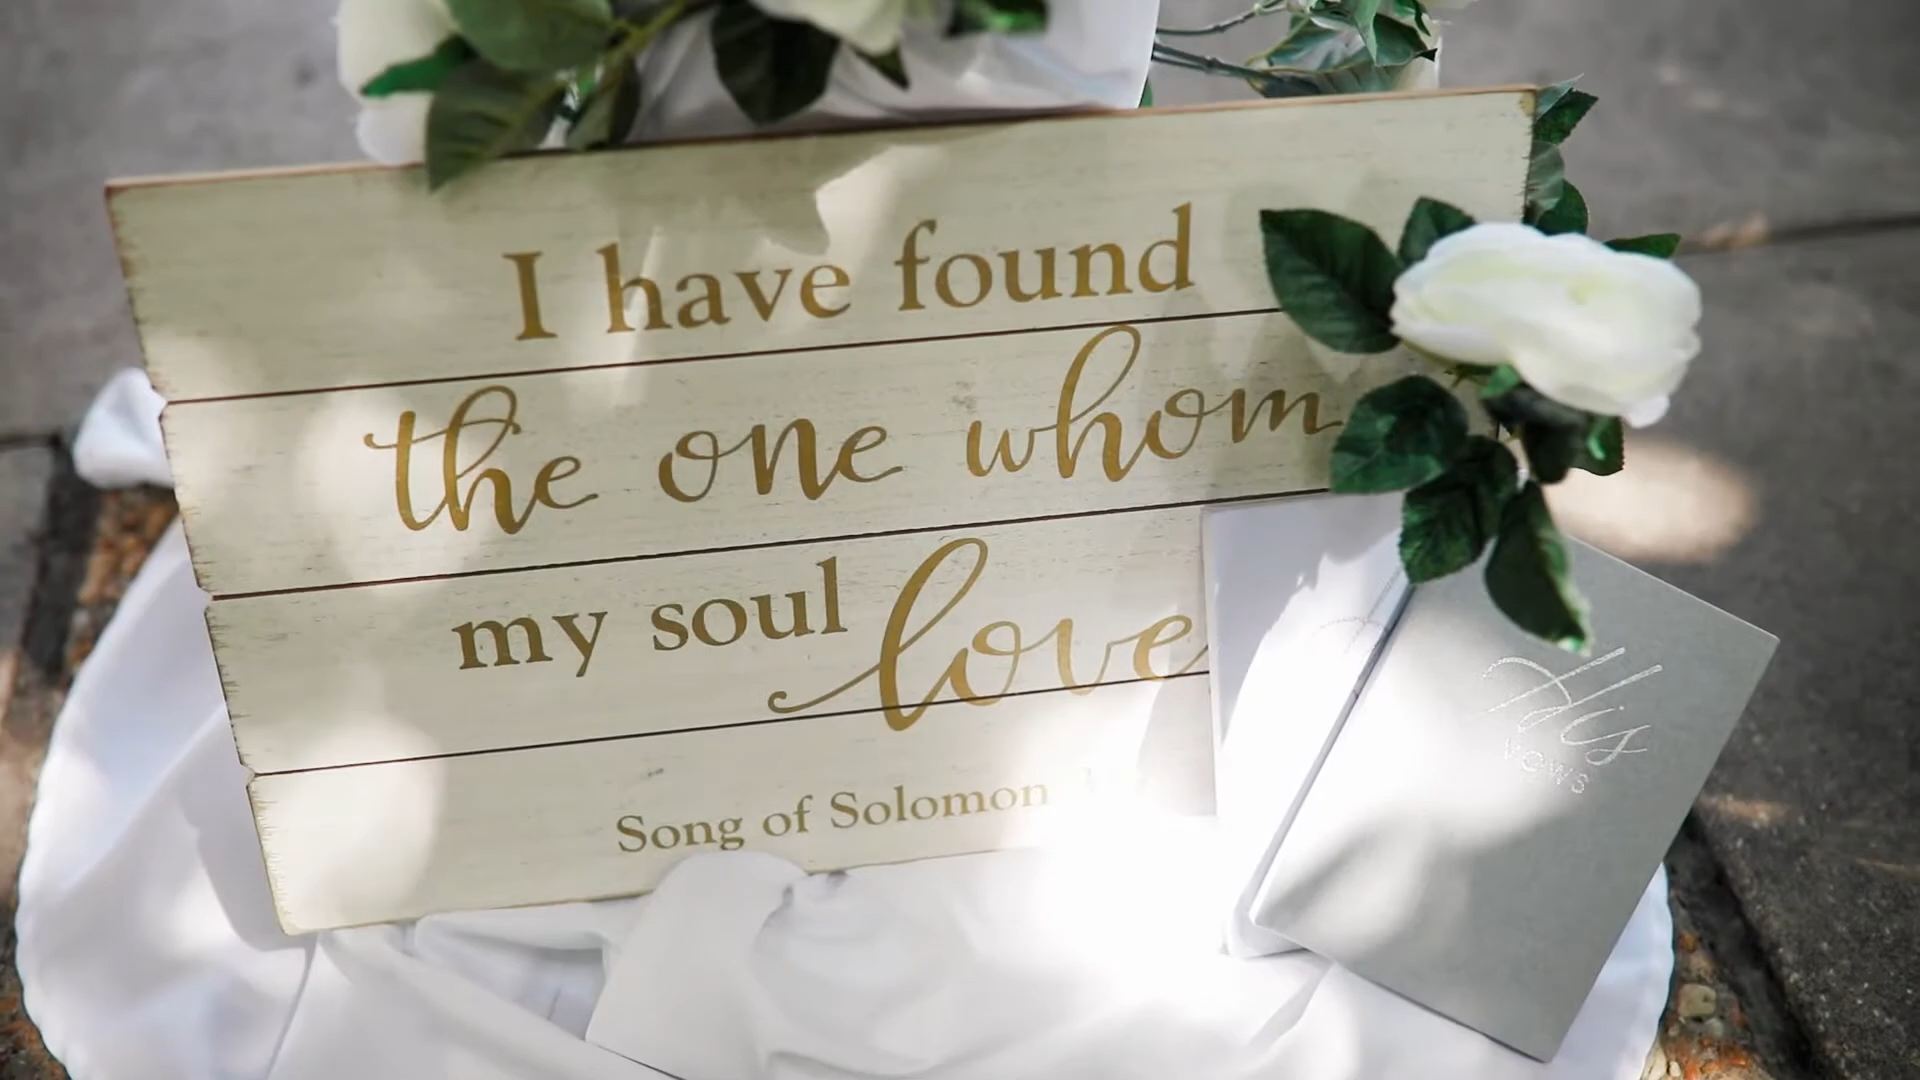 I have found
the one whom
my soul love
Song of Solomon
His
VOWS